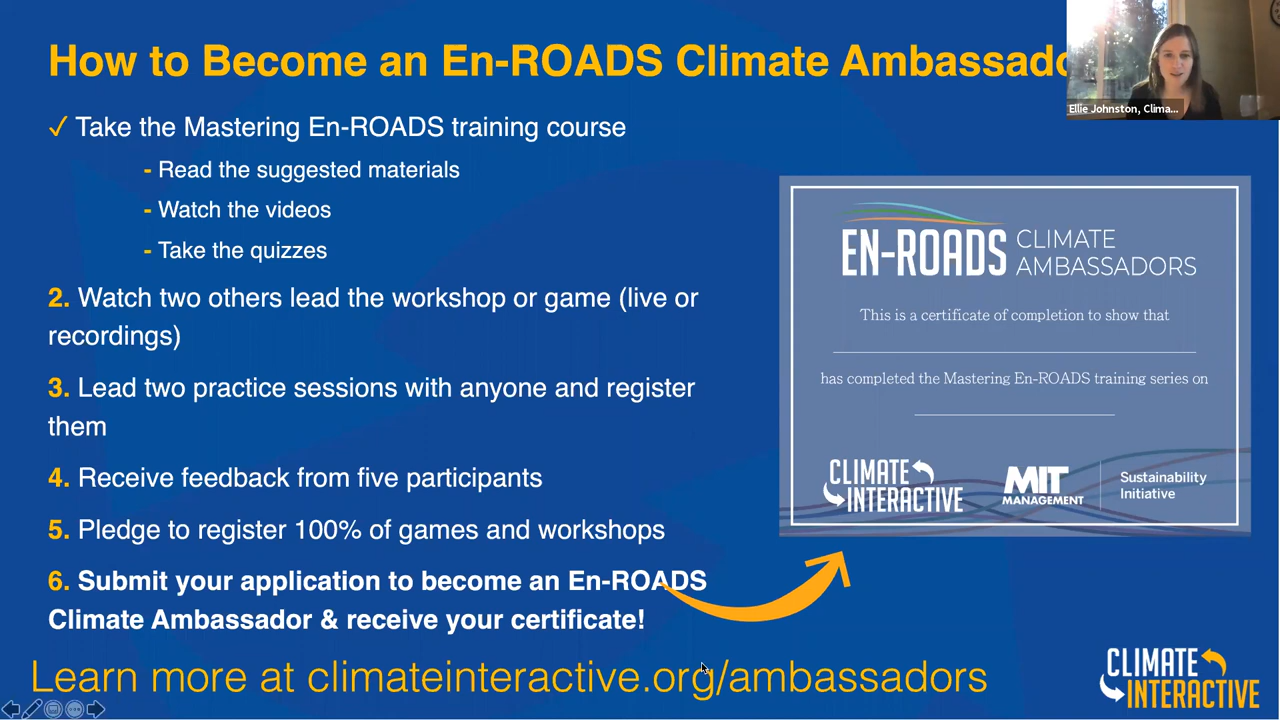 How to Become an En-ROADS Climate Ambassado
Ellie Johnston, Clima...
✓ Take the Mastering En-ROADS training course
- Read the suggested materials
- Watch the videos
- Take the quizzes
2. Watch two others lead the workshop or game (live or
recordings)
3. Lead two practice sessions with anyone and register
them
4. Receive feedback from five participants
5. Pledge to register 100% of games and workshops
6. Submit your application to become an En-ROADS
Climate Ambassador & receive your certificate!
EN-ROADS CLIMATE
AMBASSADORS
This is a certificate of completion to show that
has completed the Mastering En-ROADS training series on
CLIMATE
INTERACTIVE
MIT
MANAGEMENT
Sustainability
Initiative
Learn more at climateinteractive.org/ambassadors
CLIMATE
INTERACTIVE